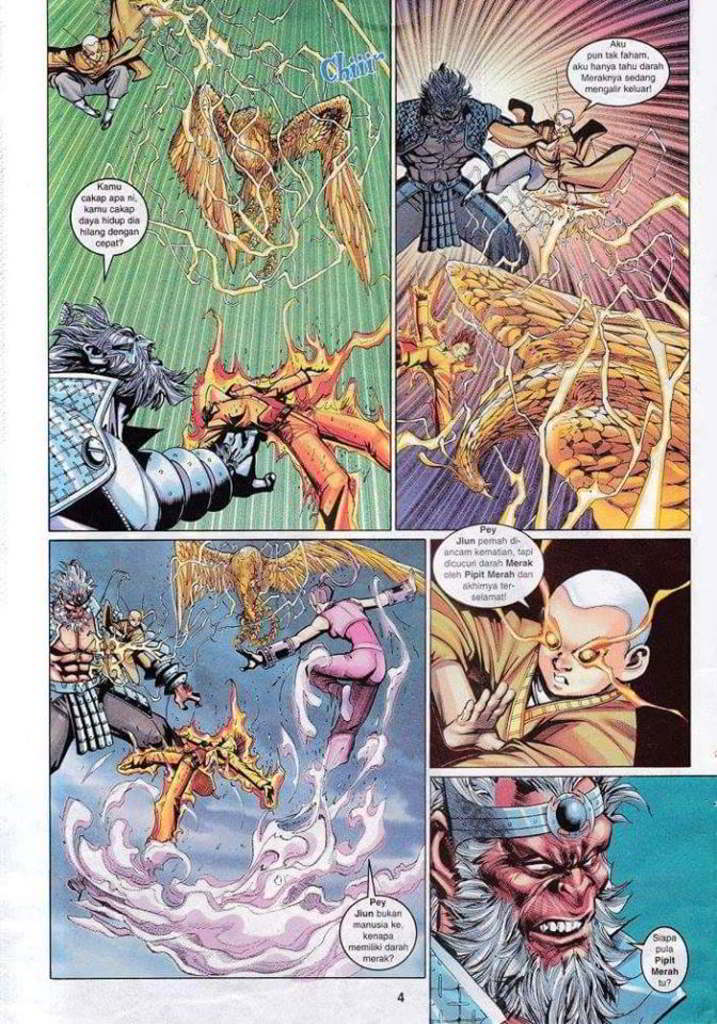 Chiiir
Kamu
cakap apa ni,
kamu cakap
daya hidup dia
hilang dengan
cepat?
Aku
pun tak faham,
aku hanya tahu darah
Meraknya sedang
mengalir keluar!
Pey
Jiun bukan
manusia ke,
kenapa
memiliki darah
merak?
Pey
Jiun pernah di-
ancam kematian, tapi
dicucuri darah Merak
oleh Pipit Merah dan
akhirnya ter-
selamat!
Siapa
pula
Pipit
Merah
tu?
4